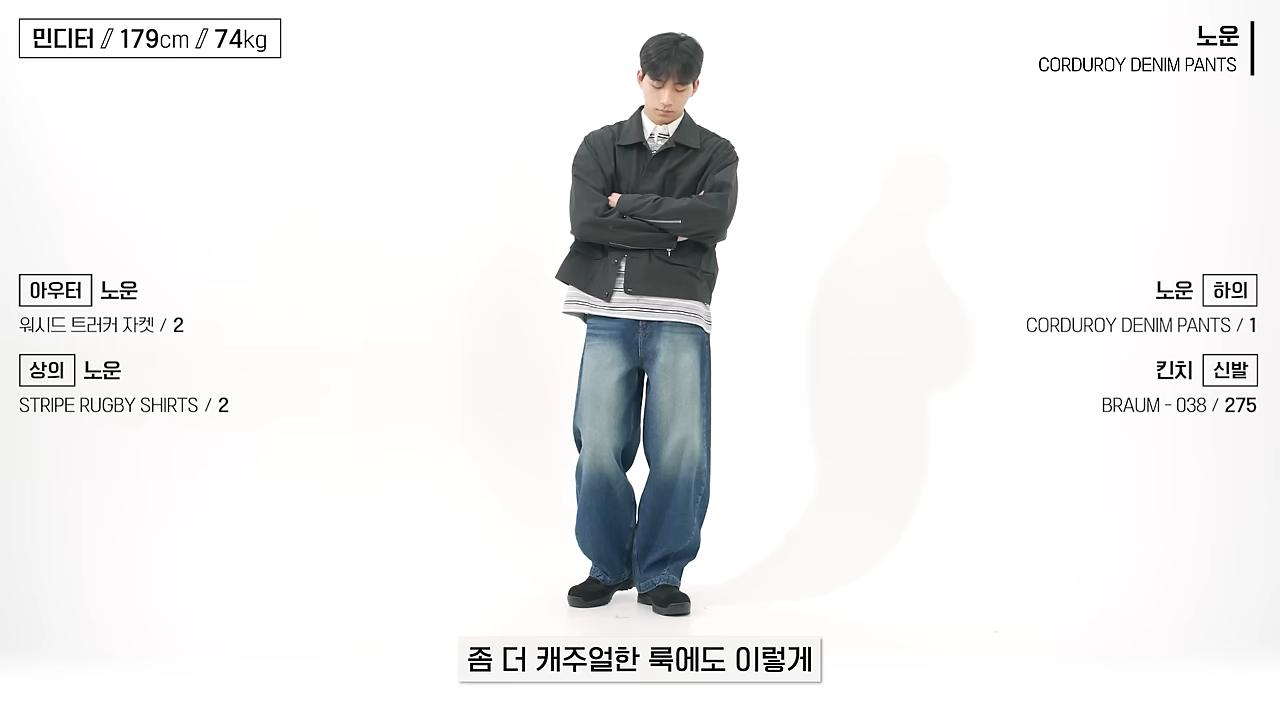 민디터 // 179cm // 74kg
노운
CORDUROY DENIM PANTS
아우터 노운
워시드 트러커 자켓 / 2
상의 노운
STRIPE RUGBY SHIRTS / 2
노운 하의
CORDUROY DENIM PANTS / 1
킨치 신발
BRAUM - 038 / 275
좀 더 캐주얼한 룩에도 이렇게